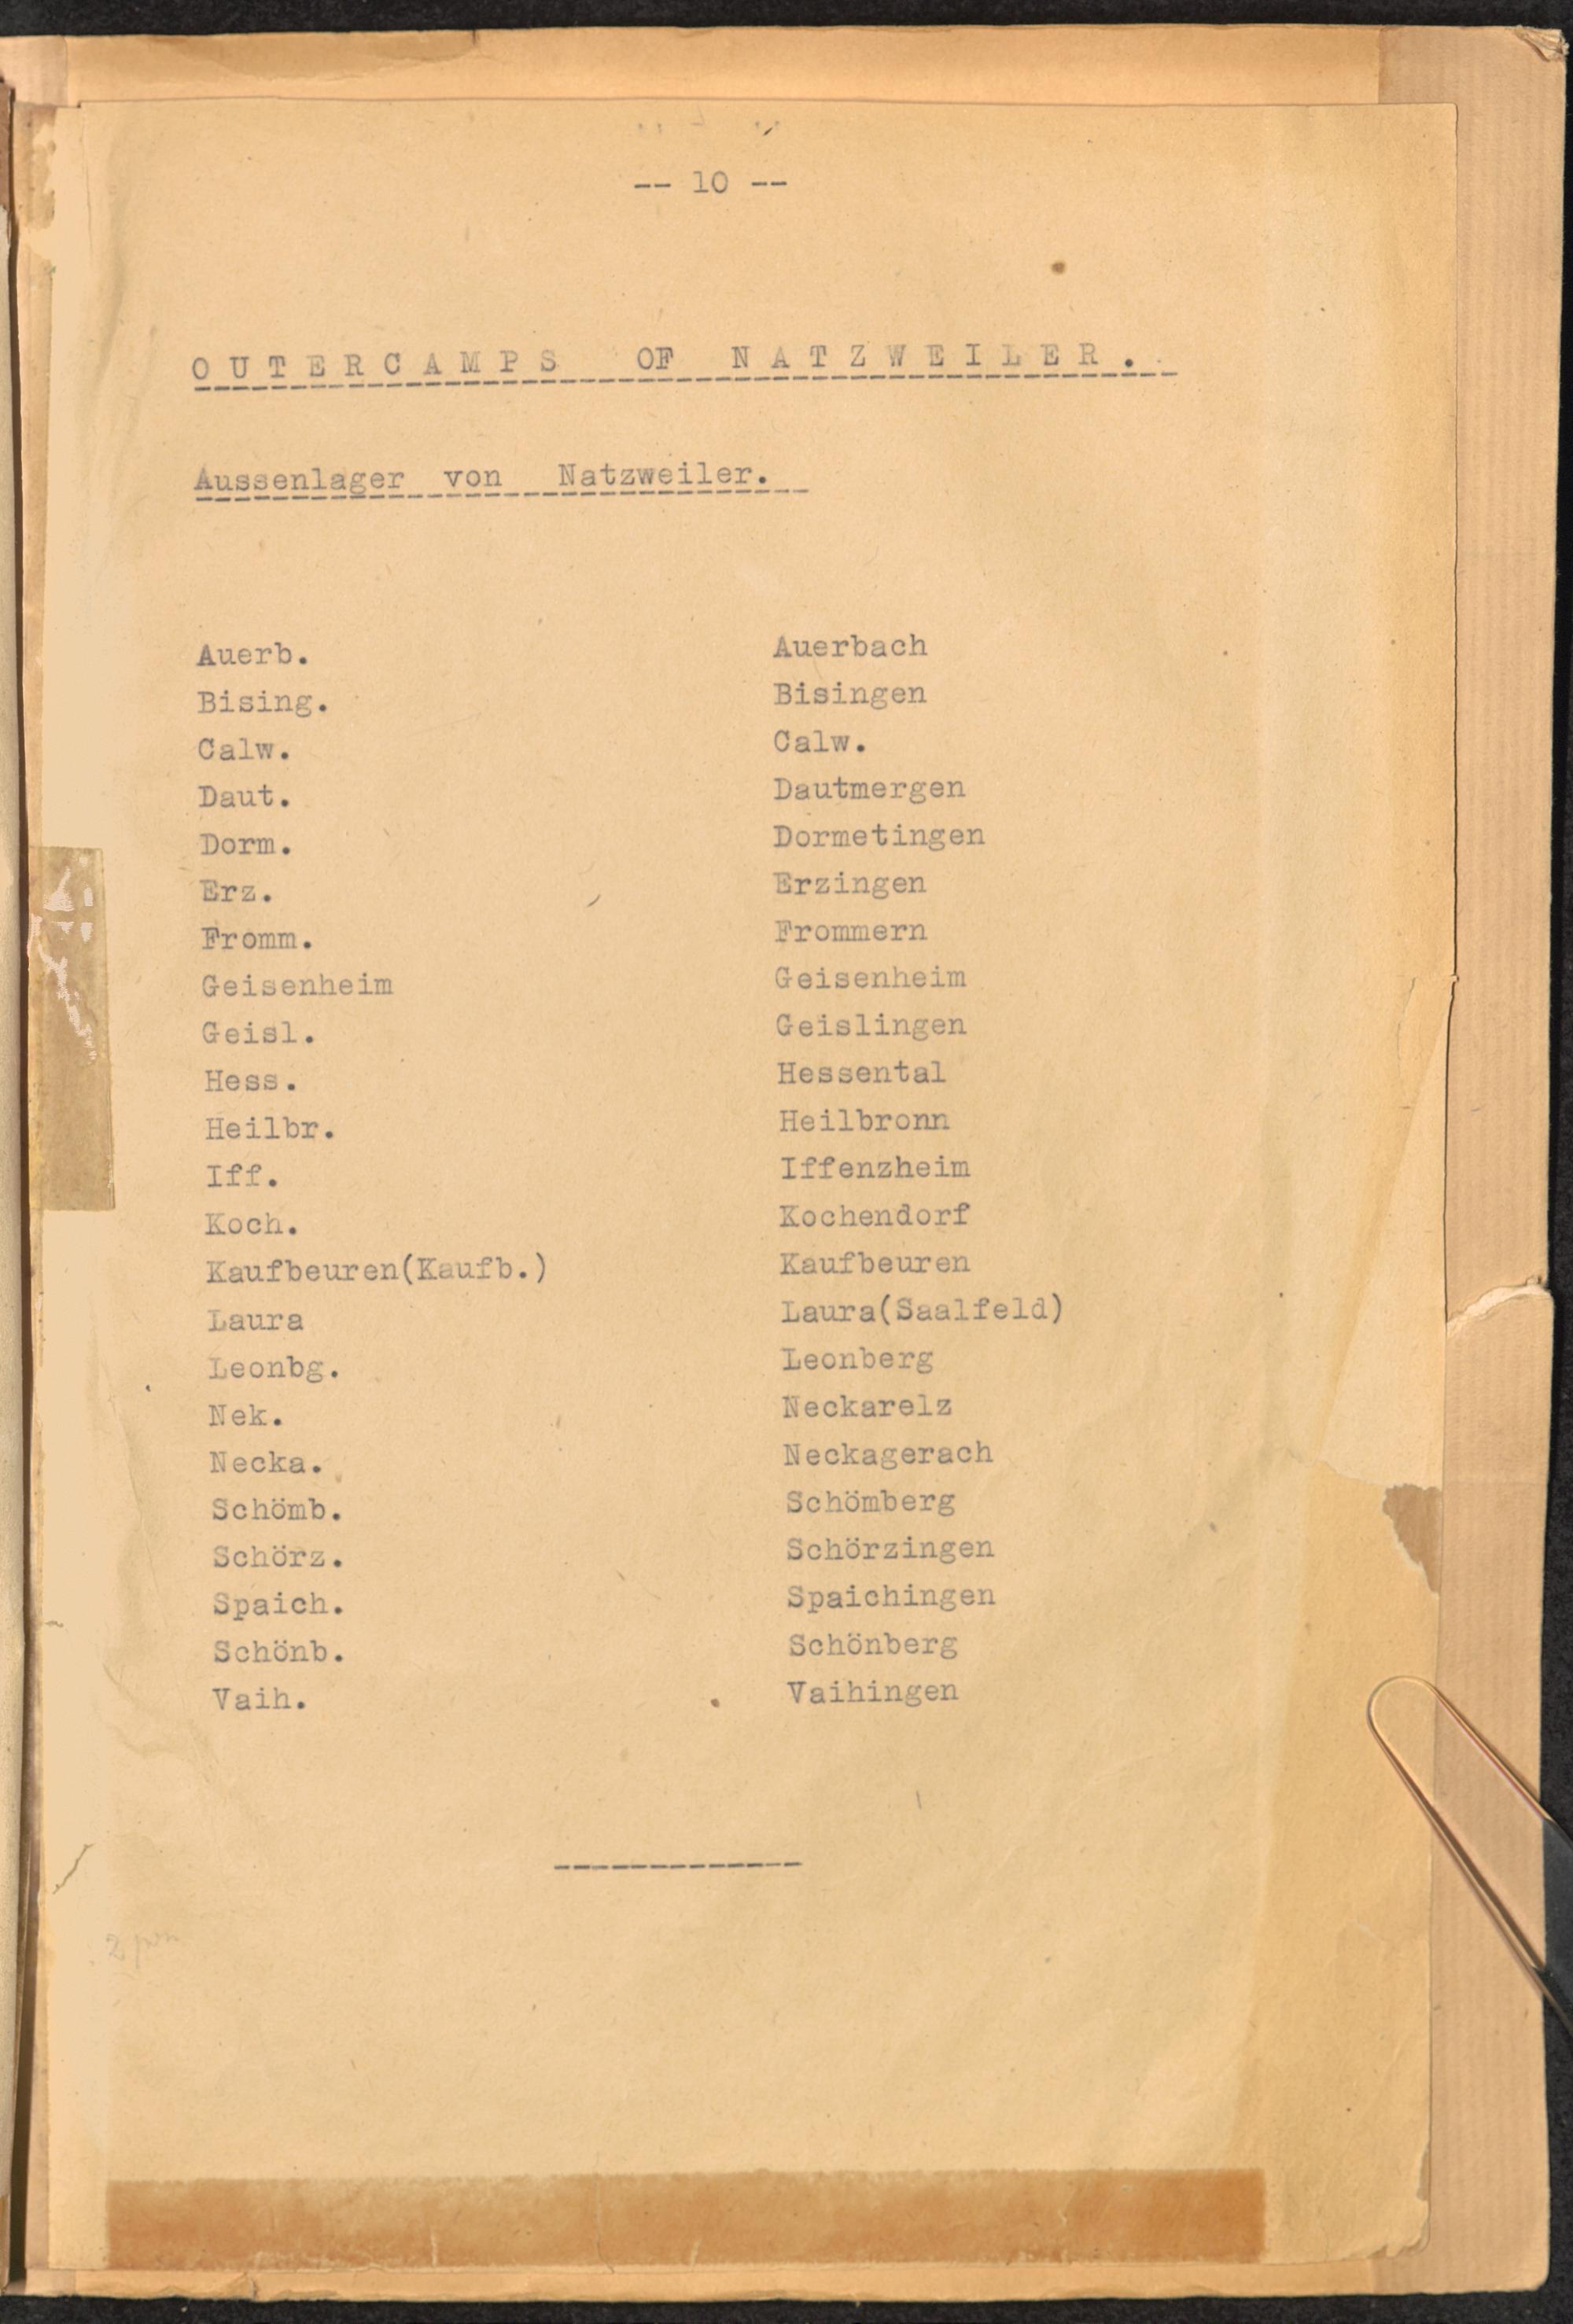 -- 10 --
OUTERCAMPS OF NATZWEILER.
Aussenlager von Natzweiler.
Auerb. Auerbach
Bising. Bisingen
Calw. Calw.
Daut. Dautmergen
Dorm. Dormetingen
Erz. Erzingen
Fromm. Frommern
Geisenheim Geisenheim
Geisl. Geislingen
Hess. Hessental
Heilbr. Heilbronn
Iff. Iffenzheim
Koch. Kochendorf
Kaufbeuren(Kaufb.) Kaufbeuren
Laura Laura(Saalfeld)
Leonbg. Leonberg
Nek. Neckarelz
Necka. Neckagerach
Schömb. Schömberg
Schörz. Schörzingen
Spaich. Spaichingen
Schönb. Schönberg
Vaih. Vaihingen